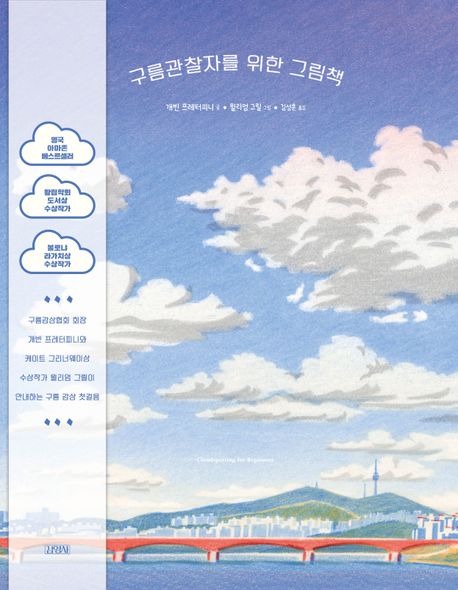 구름관찰자를 위한 그림책
개빈 프레터피니 글 ● 윌리엄 그릴 그림 ● 김성훈 옮김
영국
아마존
베스트셀러
왕립학회
도서상
수상작가
볼로냐
라가치상
수상작가
구름감상협회 회장
개빈 프레터피니와
케이트 그리너웨이상
수상작가 윌리엄 그릴이
안내하는 구름 감상 첫걸음
Cloudspotting for Beginners
김영사